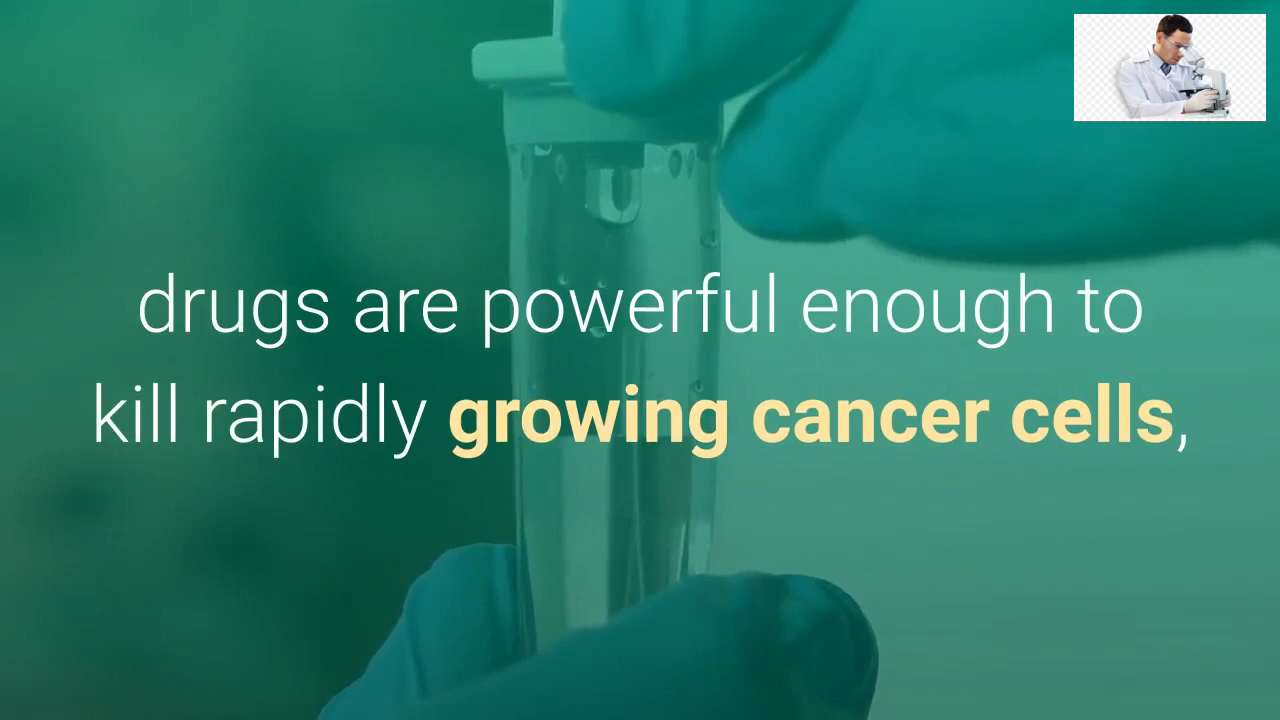 drugs are powerful enough to
kill rapidly growing cancer cells,